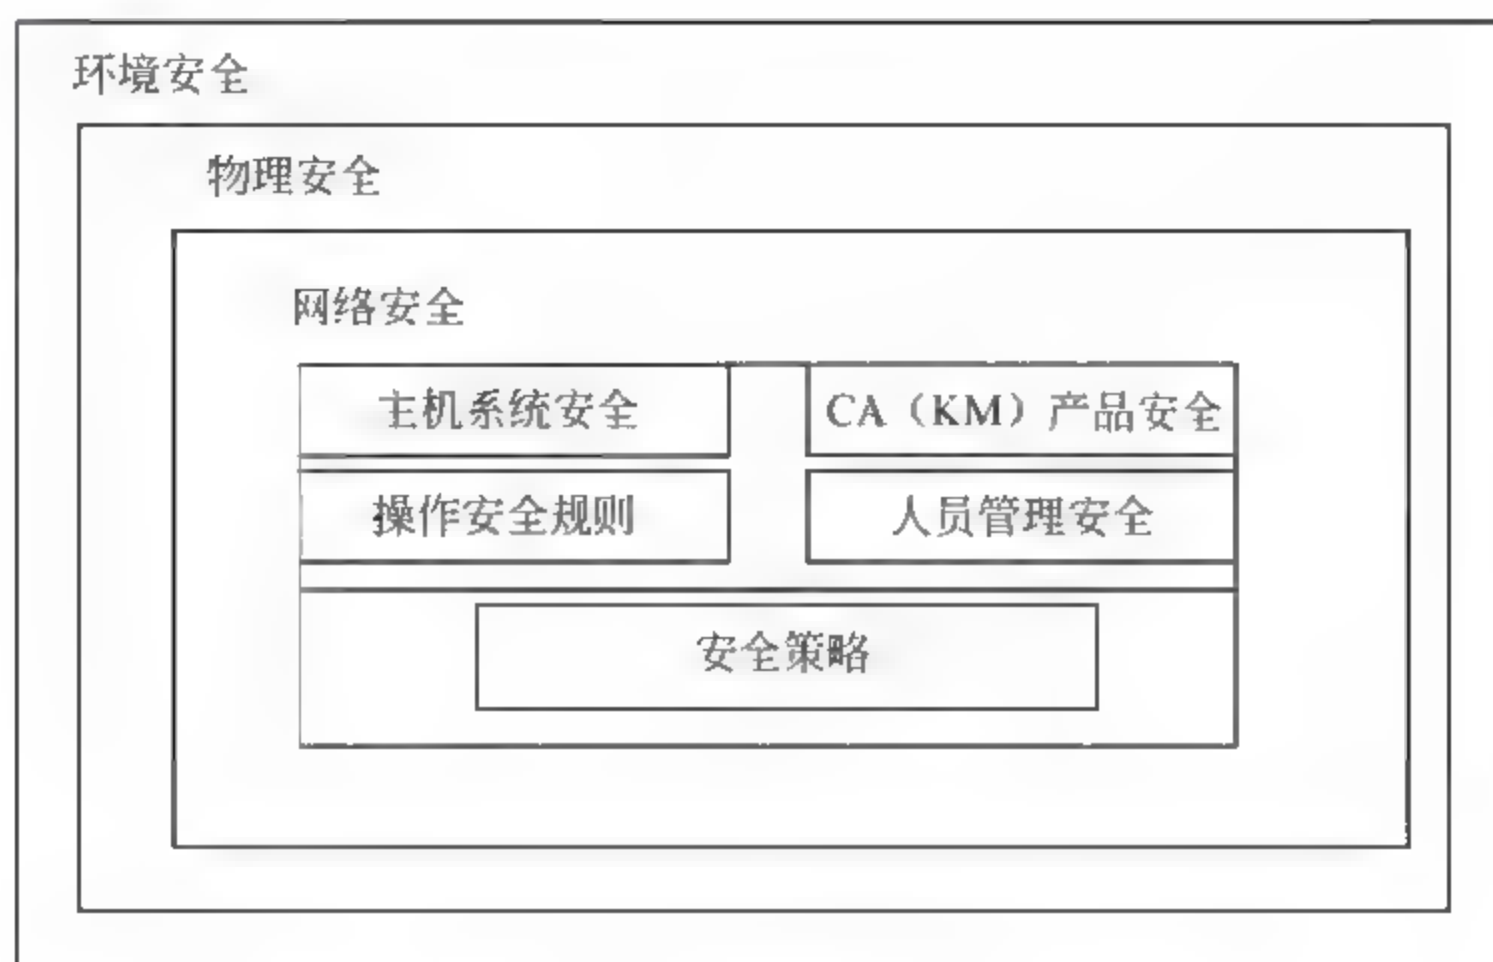 环境安全
物理安全
网络安全
主机系统安全
CA（KM）产品安全
操作安全规则
人员管理安全
安全策略